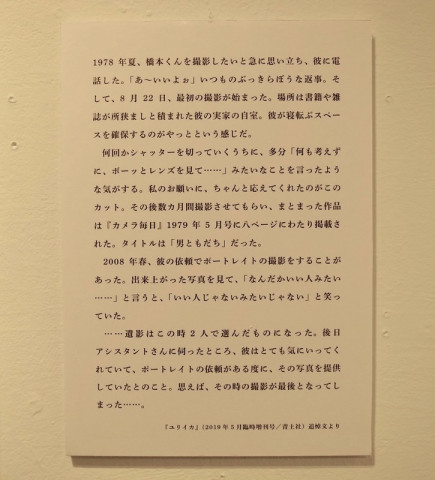 1978 年夏、橋本くんを撮影したいと急に思い立ち、彼に電
話した。「あ〜いいよぉ」いつものぶっきらぼうな返事。そ
して、8 月 22 日、最初の撮影が始まった。場所は書籍や雑
誌が所狭ましと積まれた彼の実家の自室。彼が寝転ぶスペ
ースを確保するのがやっとという感じだ。
何回かシャッターを切っていくうちに、多分「何も考えず
に、ボーッとレンズを見て……」みたいなことを言ったよう
な気がする。私のお願いに、ちゃんと応えてくれたのがこの
カット。その後数カ月間撮影させてもらい、まとまった作品
は『カメラ毎日』1979 年 5 月号に八ページにわたり掲載さ
れた。タイトルは「男ともだち」だった。
2008 年春、彼の依頼でポートレイトの撮影をすることが
あった。出来上がった写真を見て、「なんだかいい人みたい
……」と言うと、「いい人じゃないみたいじゃない」と笑っ
ていた。
……遺影はこの時 2 人で選んだものになった。後日
アシスタントさんに伺ったところ、彼はとても気にいってく
れていて、ポートレイトの依頼がある度に、その写真を提供
していたとのこと。思えば、その時の撮影が最後となってし
まった……。
『ユリイカ』(2019 年 5 月臨時増刊号／青土社) 追悼文より